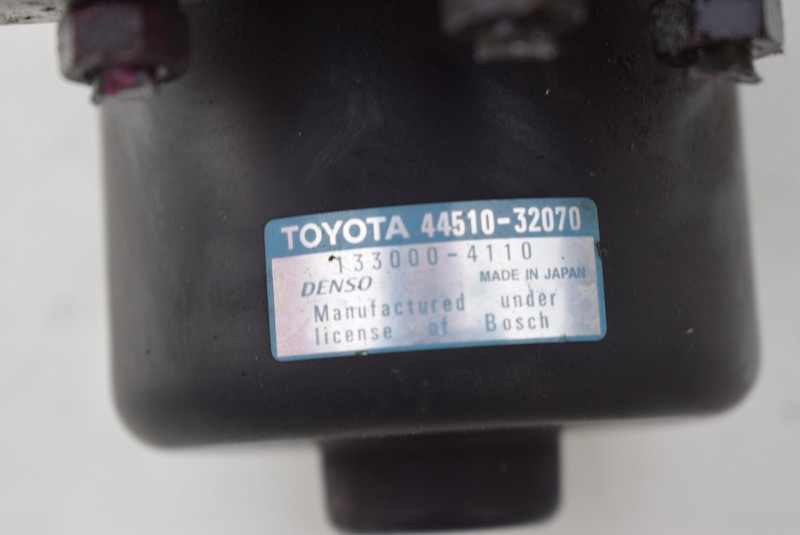 TOYOTA 44510-32070
133000-4110
DENSO MADE IN JAPAN
Manufactured under
license of Bosch